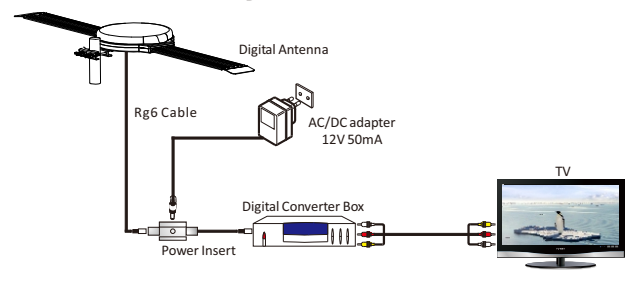 Digital Antenna
Rg6 Cable
AC/DC adapter
12V 50mA
TV
Digital Converter Box
Power Insert